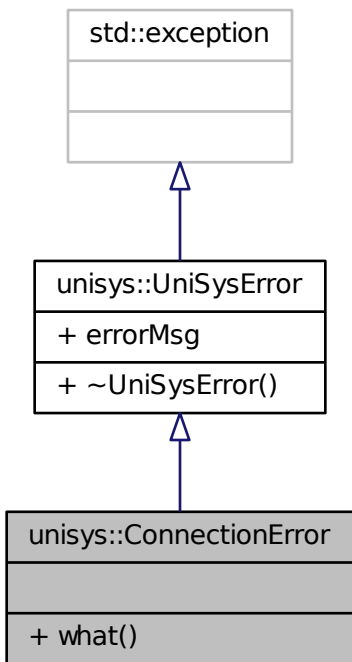 std::exception
unisys::UniSysError
+ errorMsg
+ ~UniSysError()
unisys::ConnectionError
+ what()